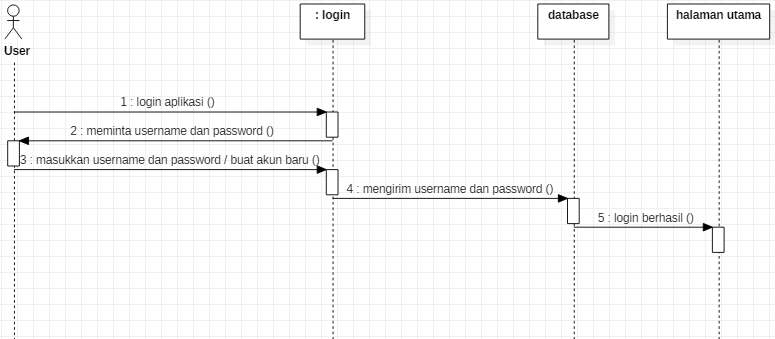 : login
database
halaman utama
User
1 : login aplikasi ()
2 : meminta username dan password ()
3 : masukkan username dan password / buat akun baru ()
4 : mengirim username dan password ()
5 : login berhasil ()